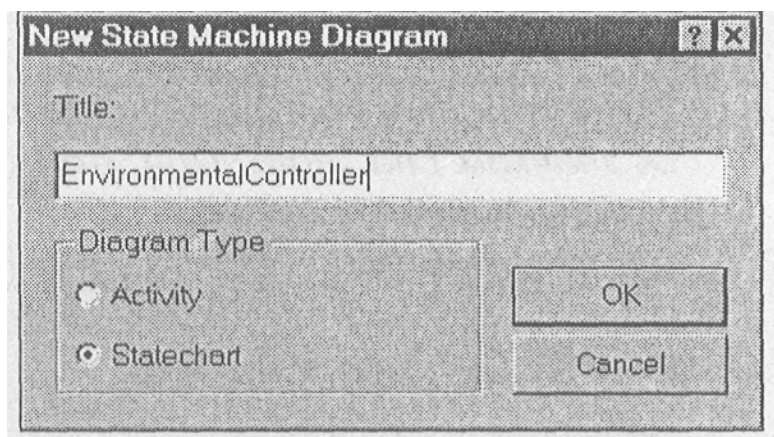 New State Machine Diagram
Title:
EnvironmentalController
Diagram Type
Activity
Statechart
OK
Cancel